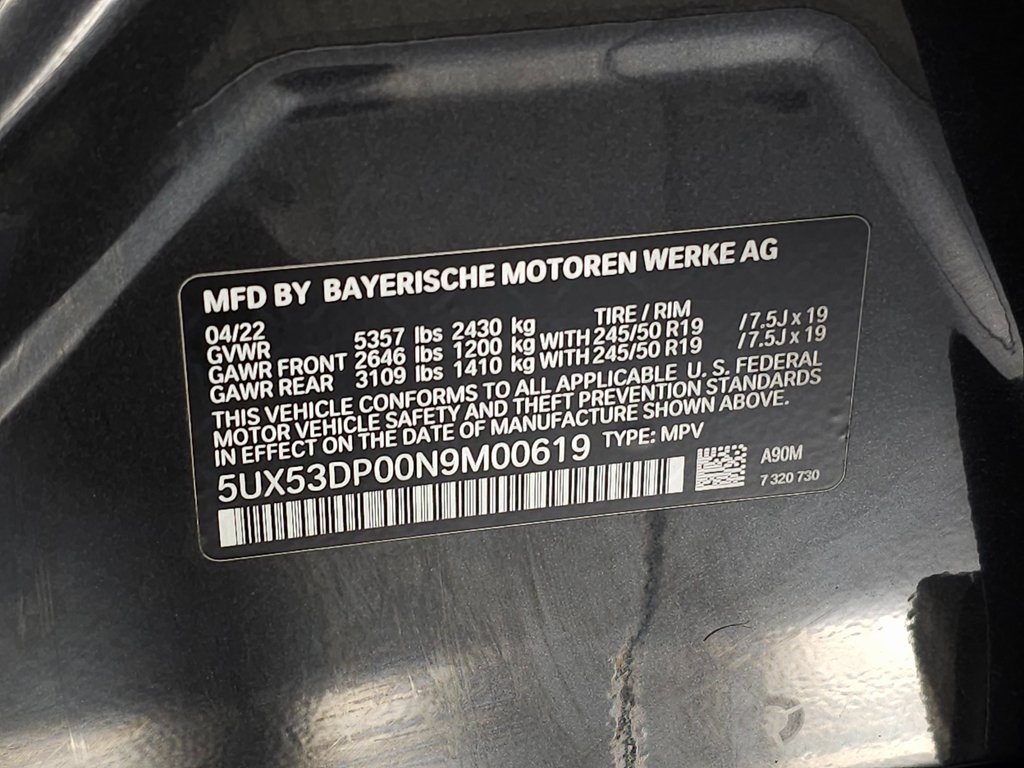 MFD BY BAYERISCHE MOTOREN WERKE AG
04/22 TIRE / RIM
GVWR 5357 lbs 2430 kg
GAWR FRONT 2646 lbs 1200 kg WITH 245/50 R19 /7.5J x 19
GAWR REAR 3109 lbs 1410 kg WITH 245/50 R19 /7.5J x 19
THIS VEHICLE CONFORMS TO ALL APPLICABLE U. S. FEDERAL
MOTOR VEHICLE SAFETY AND THEFT PREVENTION STANDARDS
IN EFFECT ON THE DATE OF MANUFACTURE SHOWN ABOVE.
5UX53DP00N9M00619 TYPE: MPV
A90M
7 320 730